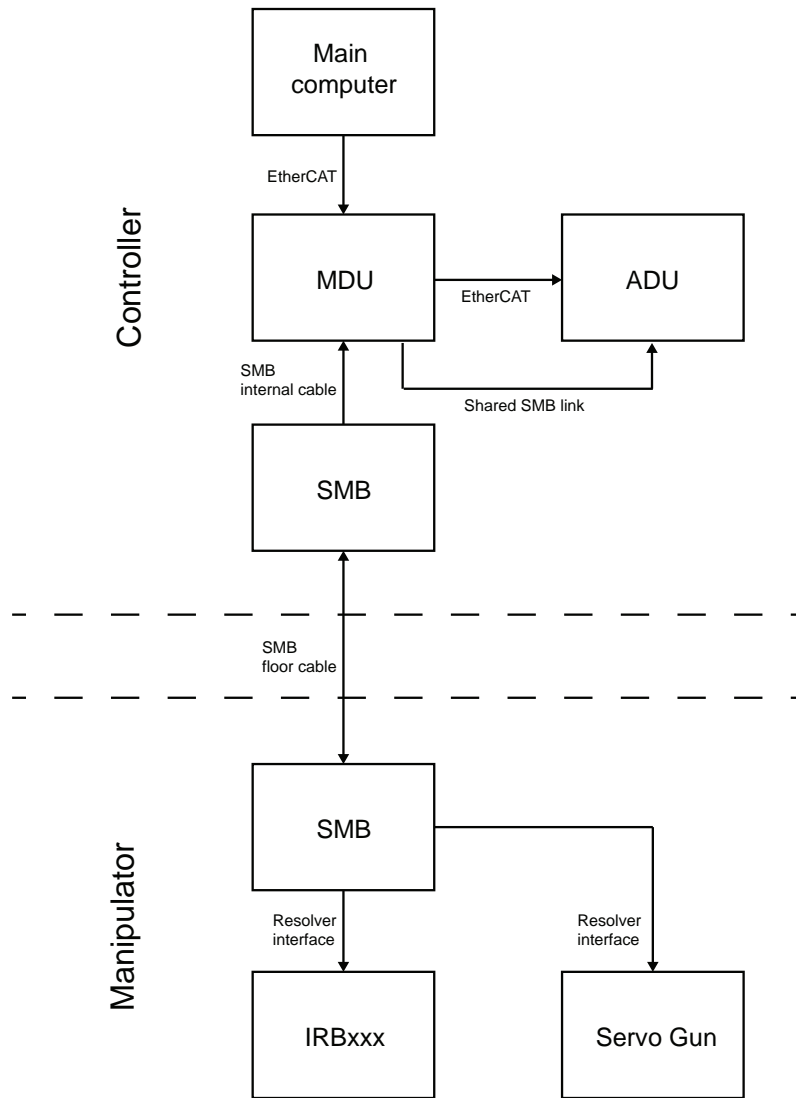 Main
computer
EtherCAT
Controller
MDU
EtherCAT
ADU
SMB
internal cable
Shared SMB link
SMB
SMB
floor cable
Manipulator
SMB
Resolver
interface
Resolver
interface
IRBxxx
Servo Gun